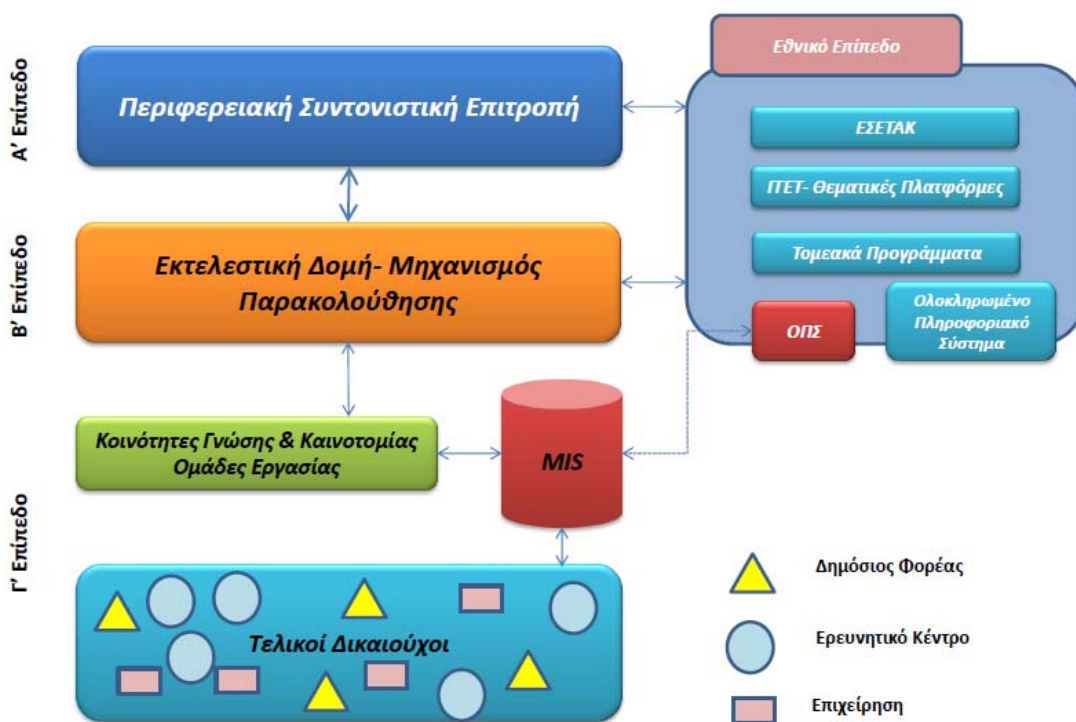 Α' Επίπεδο
Περιφερειακή Συντονιστική Επιτροπή
Εθνικό Επίπεδο
ΕΣΕΤΑΚ
ΙΤΕΤ- Θεματικές Πλατφόρμες
Τομεακά Προγράμματα
ΟΠΣ
Ολοκληρωμένο
Πληροφοριακό
Σύστημα
Β' Επίπεδο
Εκτελεστική Δομή- Μηχανισμός
Παρακολούθησης
Γ' Επίπεδο
Κοινότητες Γνώσης & Καινοτομίας
Ομάδες Εργασίας
MIS
Τελικοί Δικαιούχοι
Δημόσιος Φορέας
Ερευνητικό Κέντρο
Επιχείρηση